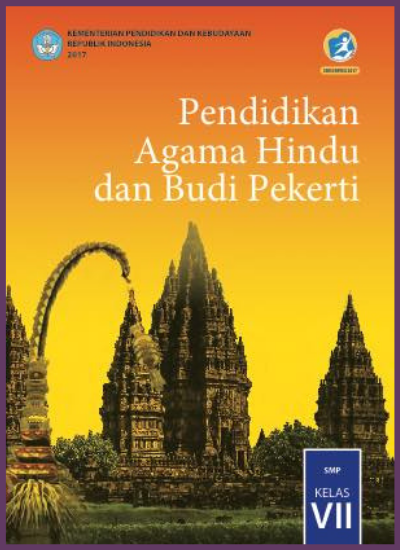 KEMENTERIAN PENDIDIKAN DAN KEBUDAYAAN
REPUBLIK INDONESIA
2017
Pendidikan
Agama Hindu
dan Budi Pekerti
SMP
KELAS
VII